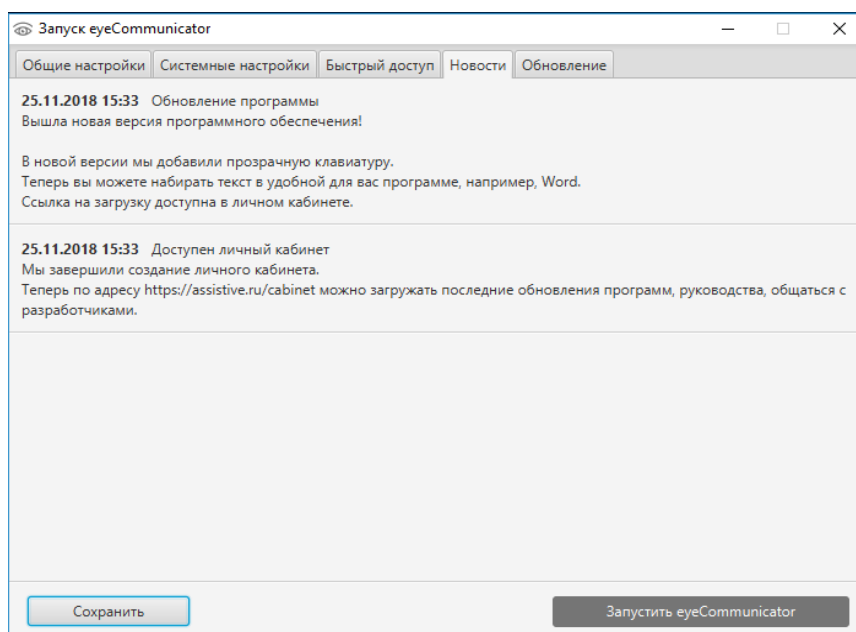 Запуск eyeCommunicator
Общие настройки Системные настройки Быстрый доступ Новости Обновление
25.11.2018 15:33 Обновление программы
Вышла новая версия программного обеспечения!
В новой версии мы добавили прозрачную клавиатуру.
Теперь вы можете набирать текст в удобной для вас программе, например, Word.
Ссылка на загрузку доступна в личном кабинете.
25.11.2018 15:33 Доступен личный кабинет
Мы завершили создание личного кабинета.
Теперь по адресу https://assistive.ru/cabinet можно загружать последние обновления программ, руководства, общаться с
разработчиками.
Сохранить Запустить eyeCommunicator